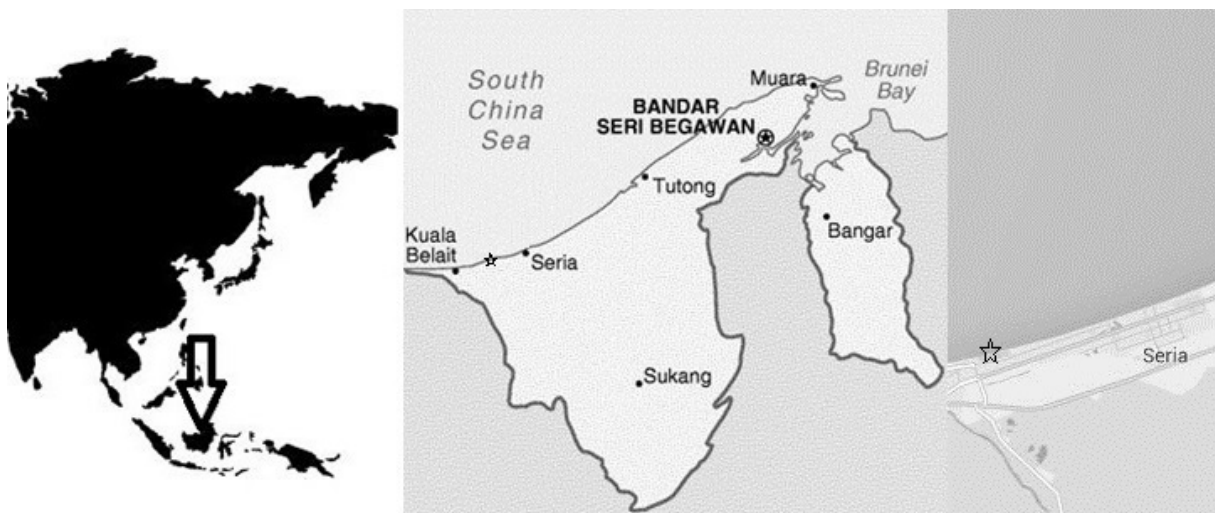 South
China
Sea
Muara
Brunei
Bay
BANDAR
SERI BEGAWAN
Tutong
Bangar
Kuala
Belait
Seria
Sukang
Seria